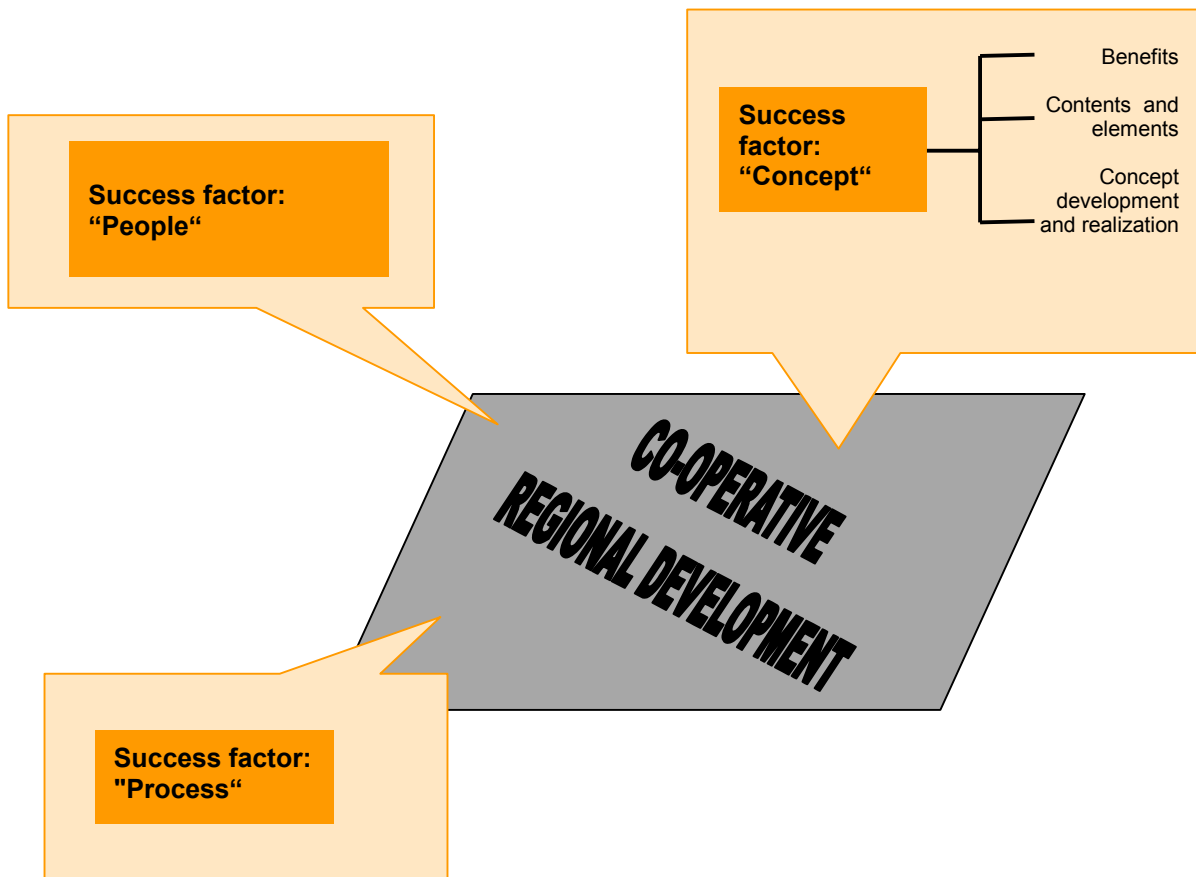 Success factor:
“People“
Success
factor:
“Concept“
Benefits
Contents and
elements
Concept
development
and realization
CO-OPERATIVE
REGIONAL DEVELOPMENT
Success factor:
"Process“